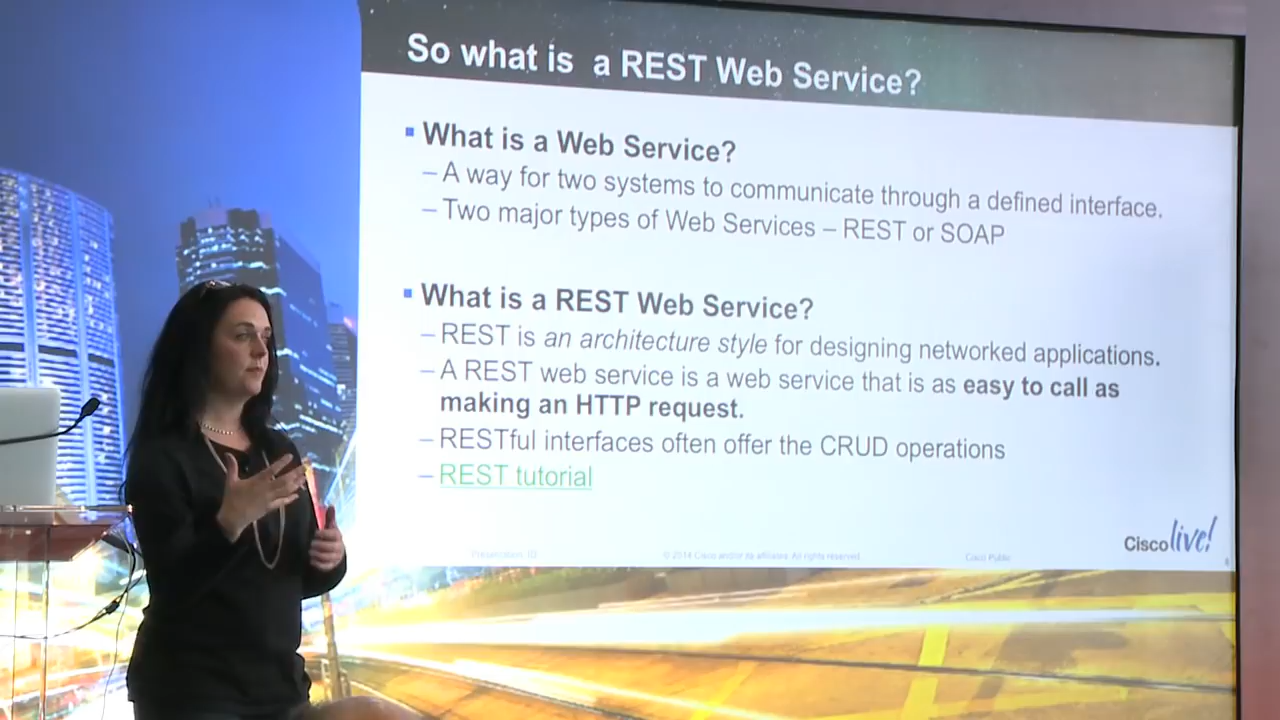 So what is a REST Web Service?
▪ What is a Web Service?
– A way for two systems to communicate through a defined interface.
– Two major types of Web Services – REST or SOAP
▪ What is a REST Web Service?
– REST is an architecture style for designing networked applications.
– A REST web service is a web service that is as easy to call as
making an HTTP request.
– RESTful interfaces often offer the CRUD operations
– REST tutorial
Cisco live!
Presentation_ID
© 2014 Cisco and/or its affiliates. All rights reserved.
Cisco Public